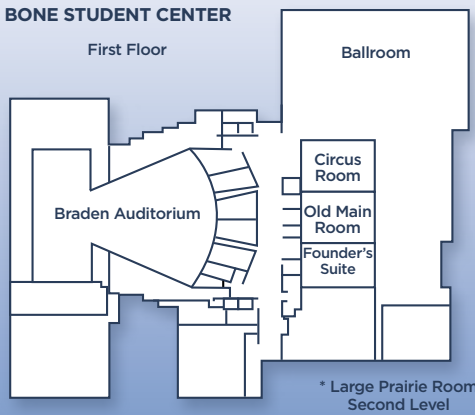 BONE STUDENT CENTER
First Floor
Ballroom
Circus
Room
Braden Auditorium
Old Main
Room
Founder's
Suite
* Large Prairie Room
Second Level